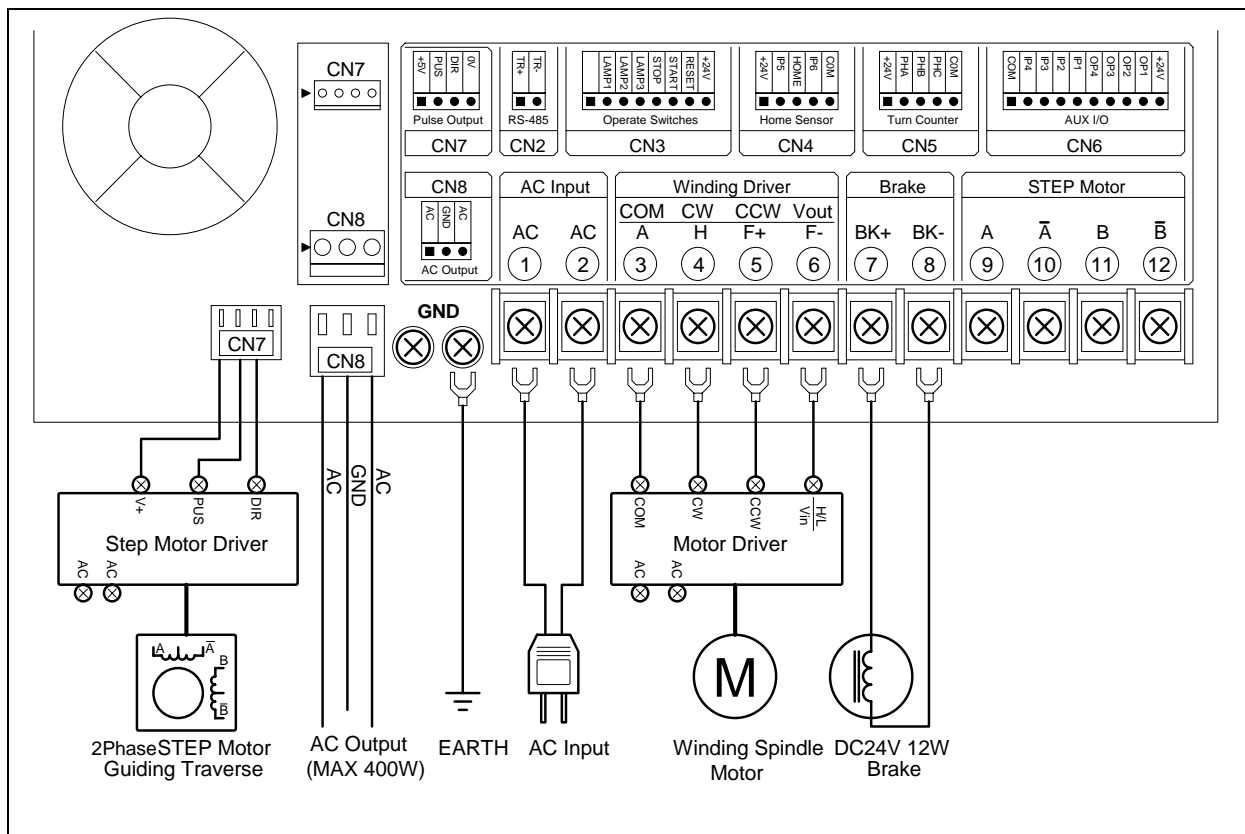 CN7
CN8
+5V
PUS
DIR
0V
Pulse Output
CN7
TR+
TR-
RS-485
CN2
LAMP1
LAMP2
LAMP3
STOP
START
RESET
+24V
Operate Switches
CN3
+24V
IP5
HOME
IP6
C0M
Home Sensor
CN4
+24V
PHA
PHB
PHC
C0M
Turn Counter
CN5
COM
IP4
IP3
IP2
IP1
OP4
OP3
OP2
OP1
+24V
AUX I/O
CN6
CN8
AC
GND
AC
AC Output
AC Input
AC AC
1 2
Winding Driver
COM CW CCW Vout
A H F+ F-
3 4 5 6
Brake
BK+ BK-
7 8
STEP Motor
A A̅ B B̅
9 10 11 12
GND
CN7
CN8
AC
GND
AC
V+
PUS
DIR
Step Motor Driver
AC
AC
A A̅
B
B̅
2PhaseSTEP Motor
Guiding Traverse
AC Output
(MAX 400W)
EARTH
AC Input
COM
CW
CCW
H/L
Vin
Motor Driver
AC
AC
M
Winding Spindle
Motor
DC24V 12W
Brake